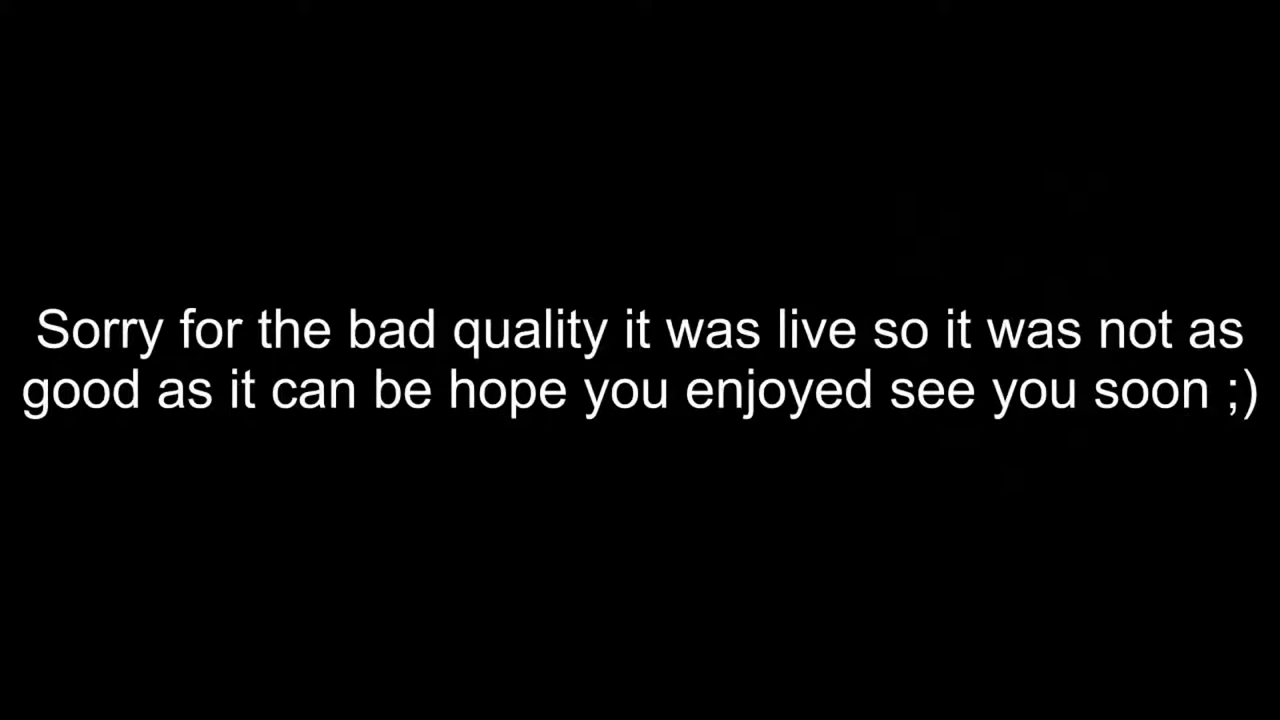 Sorry for the bad quality it was live so it was not as
good as it can be hope you enjoyed see you soon ;)